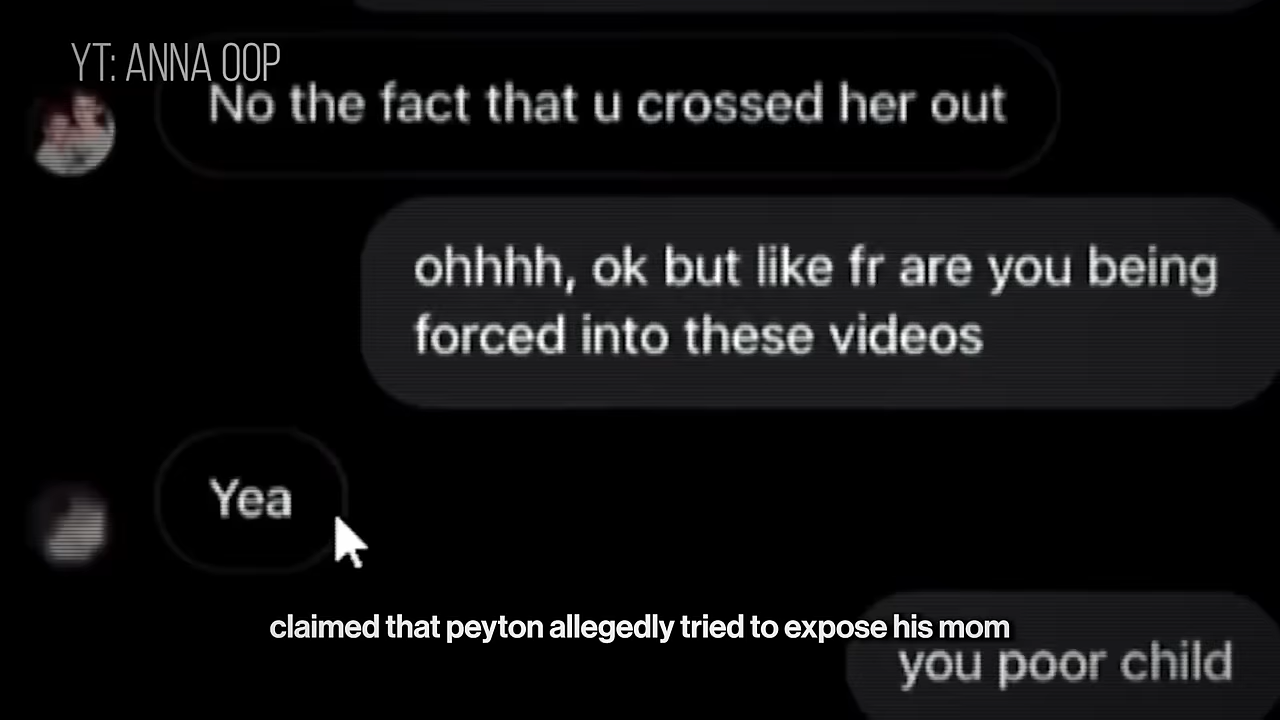 YT: ANNA OOP
No the fact that u crossed her out
ohhhh, ok but like fr are you being
forced into these videos
Yea
claimed that peyton allegedly tried to expose his mom
you poor child